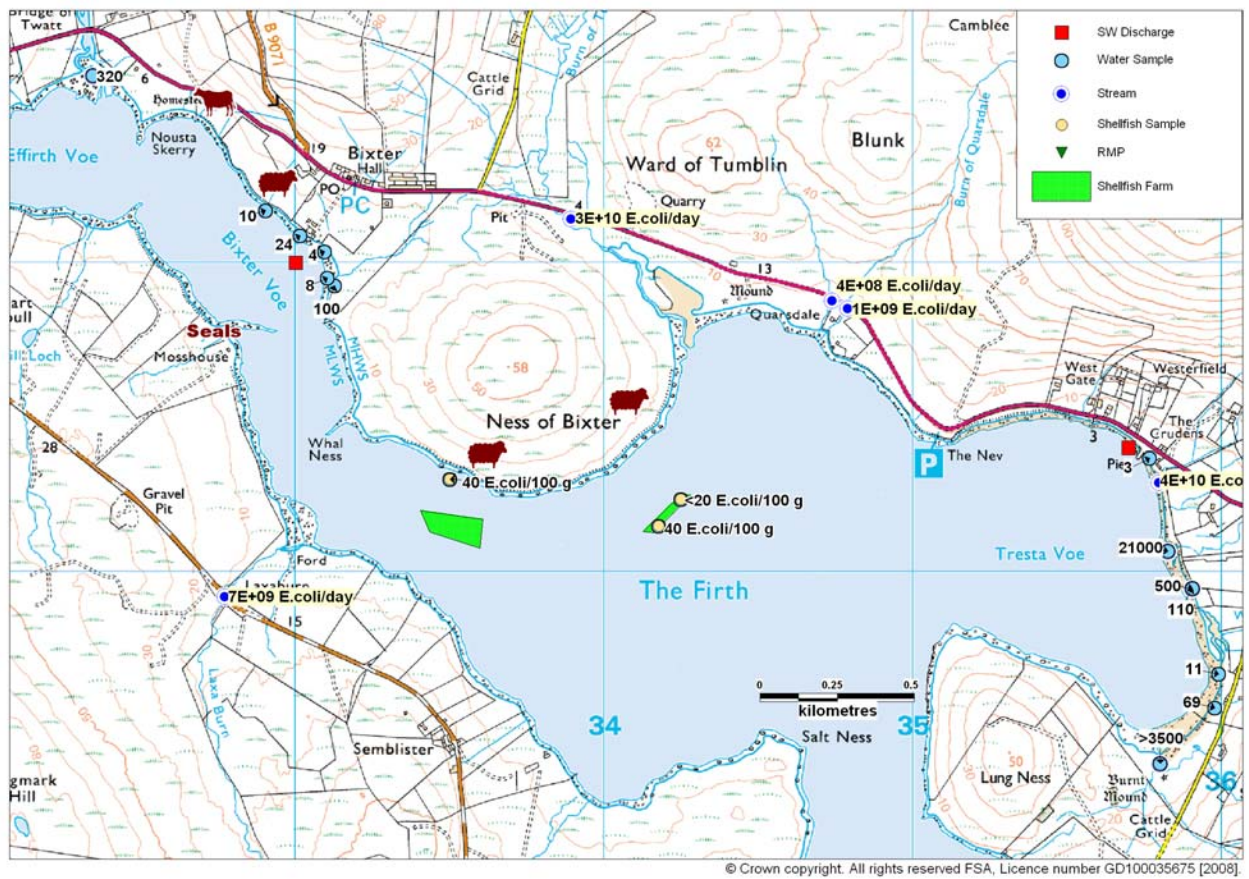 Bridge of
Twatt
320
6
B 9071
Homestead
Nousta
Skerry
Effirth Voe
Cattle
Grid
Burn of
19
Bixter
Hall
PO
PC
10
24
4
8
100
Bixter Voe
Seals
Mosshouse
MHWS
MLWS
Pit
4
3E+10 E.coli/day
Ward of Tumblin
62
Quarry
Blunk
Camblee
Burn of Quarsdale
13
Mound
Quarsdale
4E+08 E.coli/day
1E+09 E.coli/day
SW Discharge
Water Sample
Stream
Shellfish Sample
RMP
Shellfish Farm
West
Gate
Westerfield
The
Crudens
3
Pier
3
4E+10 E.co
The Nev
P
58
Ness of Bixter
Whal
Ness
40 E.coli/100 g
<20 E.coli/100 g
40 E.coli/100 g
28
Gravel
Pit
Ford
Laxaburn
7E+09 E.coli/day
15
Laxa Burn
Semblister
The Firth
Tresta Voe
21000
500
110
11
69
>3500
0 0.25 0.5
kilometres
34
35
36
Salt Ness
Lung Ness
50
Burnt
Mound
Cattle
Grid
Hill
© Crown copyright. All rights reserved FSA, Licence number GD100035675 [2008].